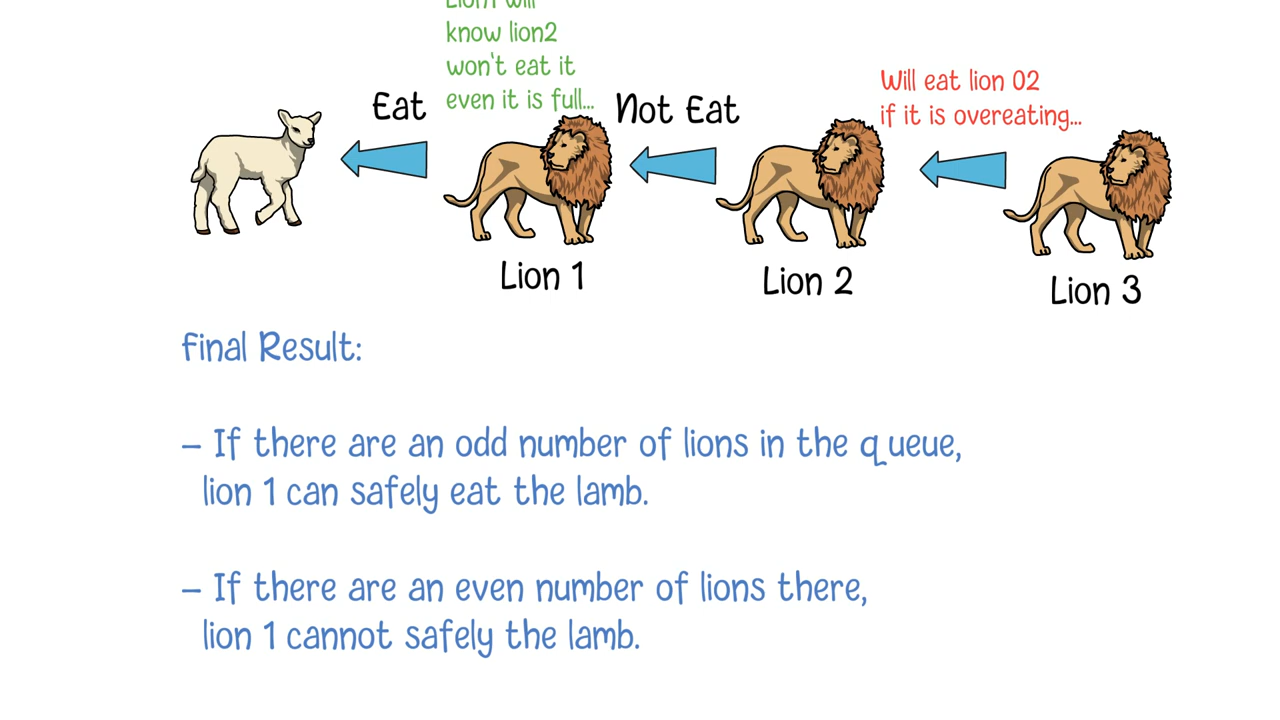 know lion2
won't eat it
even it is full...
Eat
Not Eat
Will eat lion 02
if it is overeating...
Lion 1
Lion 2
Lion 3
Final Result:
– If there are an odd number of lions in the queue,
lion 1 can safely eat the lamb.
– If there are an even number of lions there,
lion 1 cannot safely the lamb.